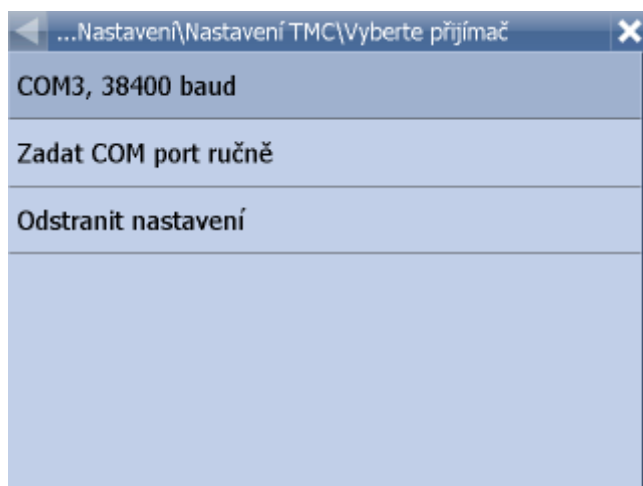 ...Nastavení\Nastavení TMC\Vyberte přijímač
COM3, 38400 baud
Zadat COM port ručně
Odstranit nastavení